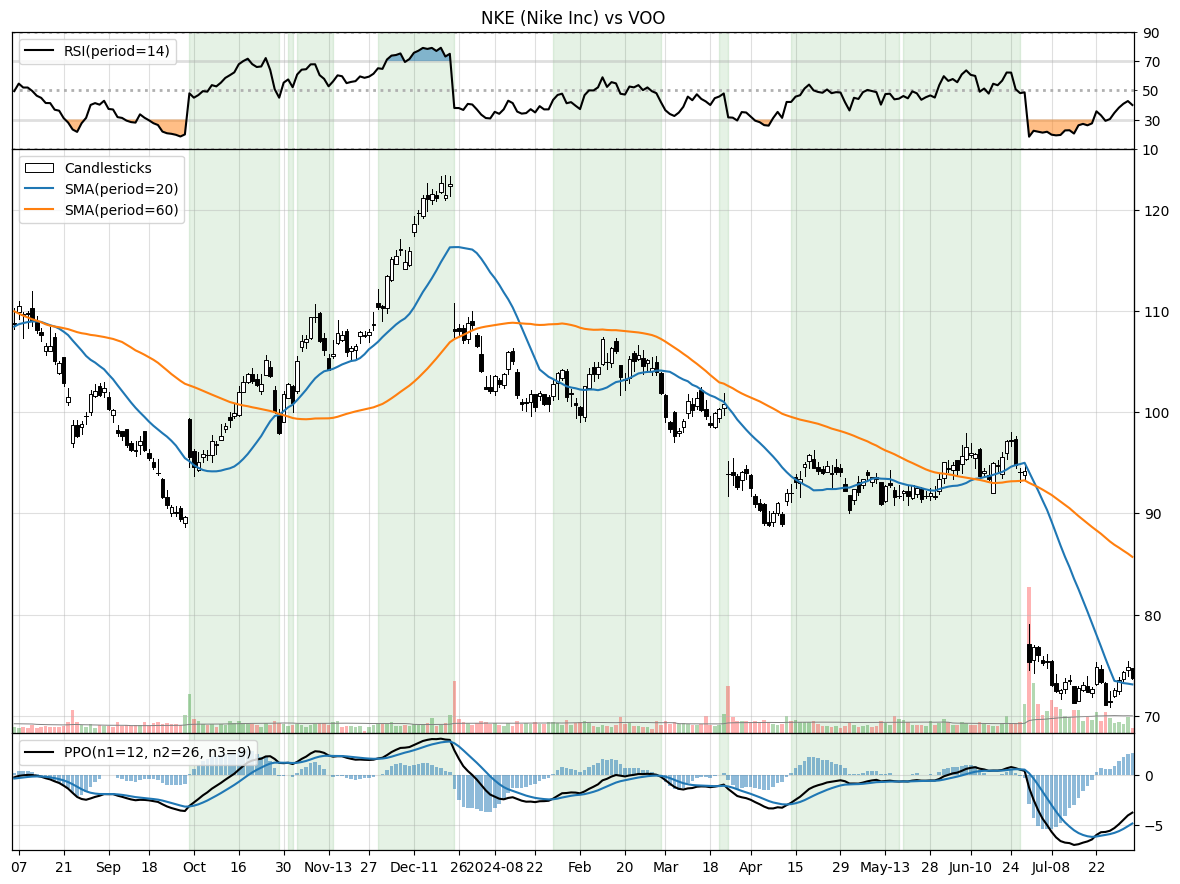 NKE (Nike Inc) vs VOO
RSI(period=14)
90
70
50
30
10
Candlesticks
SMA(period=20)
SMA(period=60)
120
110
100
90
80
70
PPO(n1=12, n2=26, n3=9)
0
−5
07 21 Sep 18 Oct 16 30 Nov-13 27 Dec-11 26 2024-08 22 Feb 20 Mar 18 Apr 15 29 May-13 28 Jun-10 24 Jul-08 22